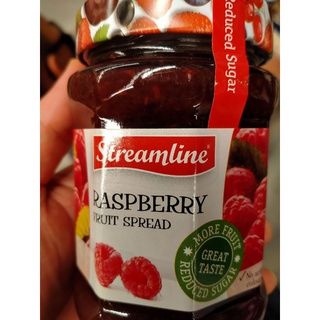 Reduced Sugar
Streamline®
RASPBERRY
FRUIT SPREAD
MORE FRUIT
GREAT
TASTE
REDUCED SUGAR